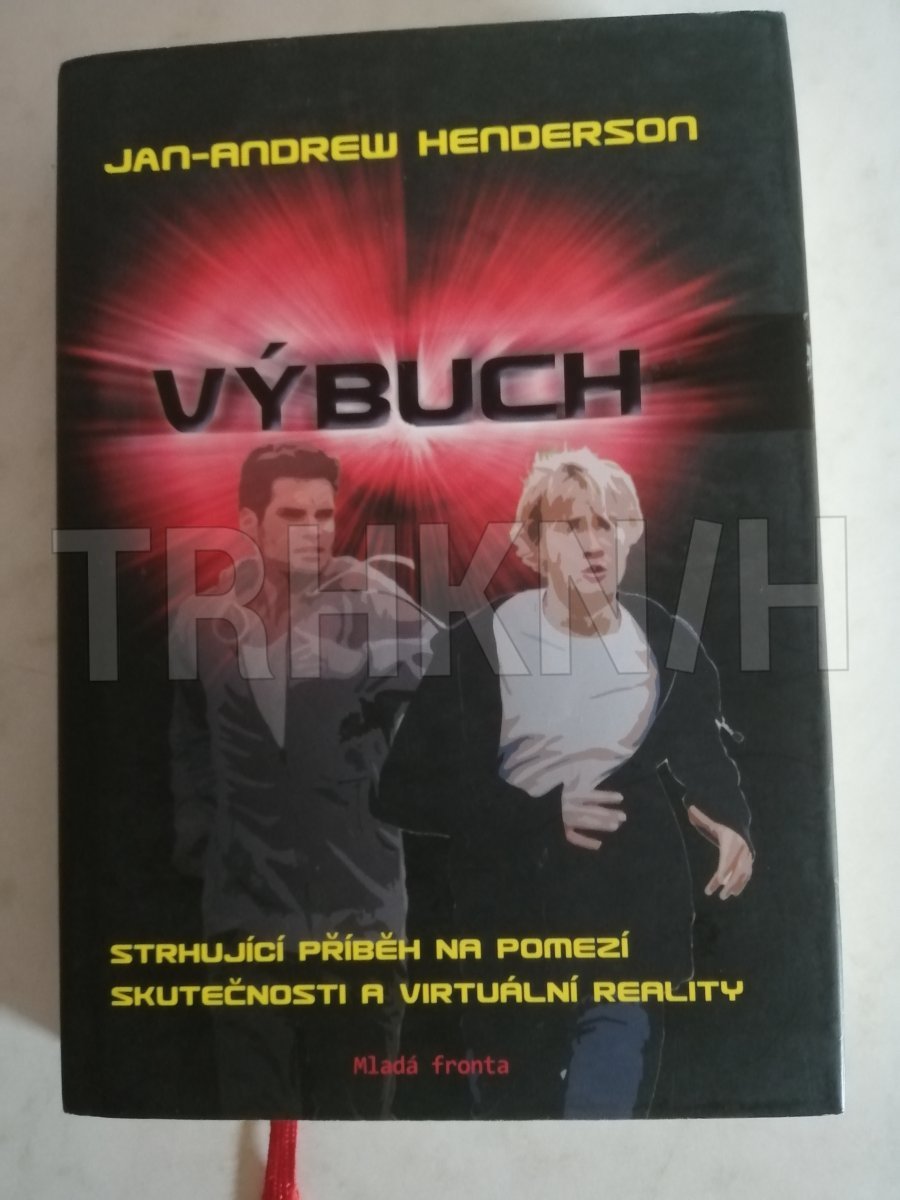 JAN-ANDREW HENDERSON
VÝBUCH
TRHKNIH
STRHUJÍCÍ PŘÍBĚH NA POMEZÍ
SKUTEČNOSTI A VIRTUÁLNÍ REALITY
Mladá fronta